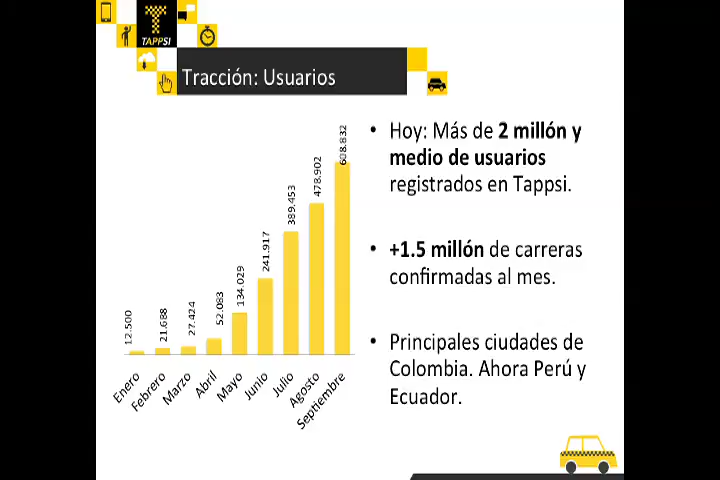 TAPPSI
Tracción: Usuarios
• Hoy: Más de 2 millón y
medio de usuarios
registrados en Tappsi.
• +1.5 millón de carreras
confirmadas al mes.
• Principales ciudades de
Colombia. Ahora Perú y
Ecuador.
12.500
21.688
27.424
52.083
134.029
241.917
389.453
478.902
608.832
Enero
Febrero
Marzo
Abril
Mayo
Junio
Julio
Agosto
Septiembre